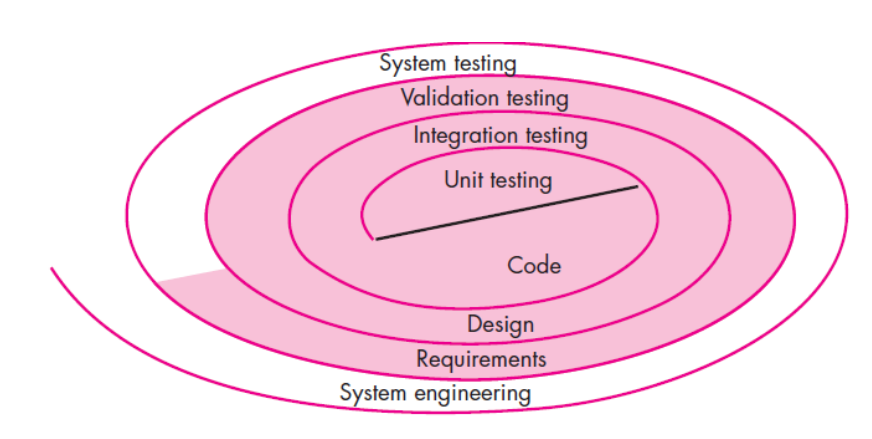 System testing
Validation testing
Integration testing
Unit testing
Code
Design
Requirements
System engineering